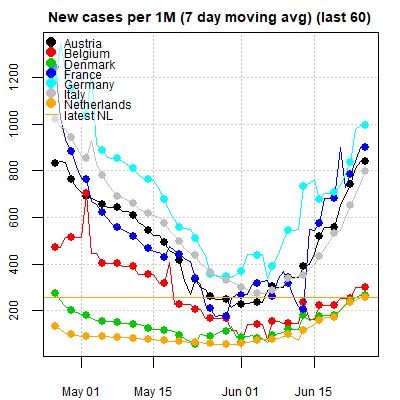 New cases per 1M (7 day moving avg) (last 60)
Austria
Belgium
Denmark
France
Germany
Italy
Netherlands
latest NL
1200
1000
800
600
400
200
May 01
May 15
Jun 01
Jun 15